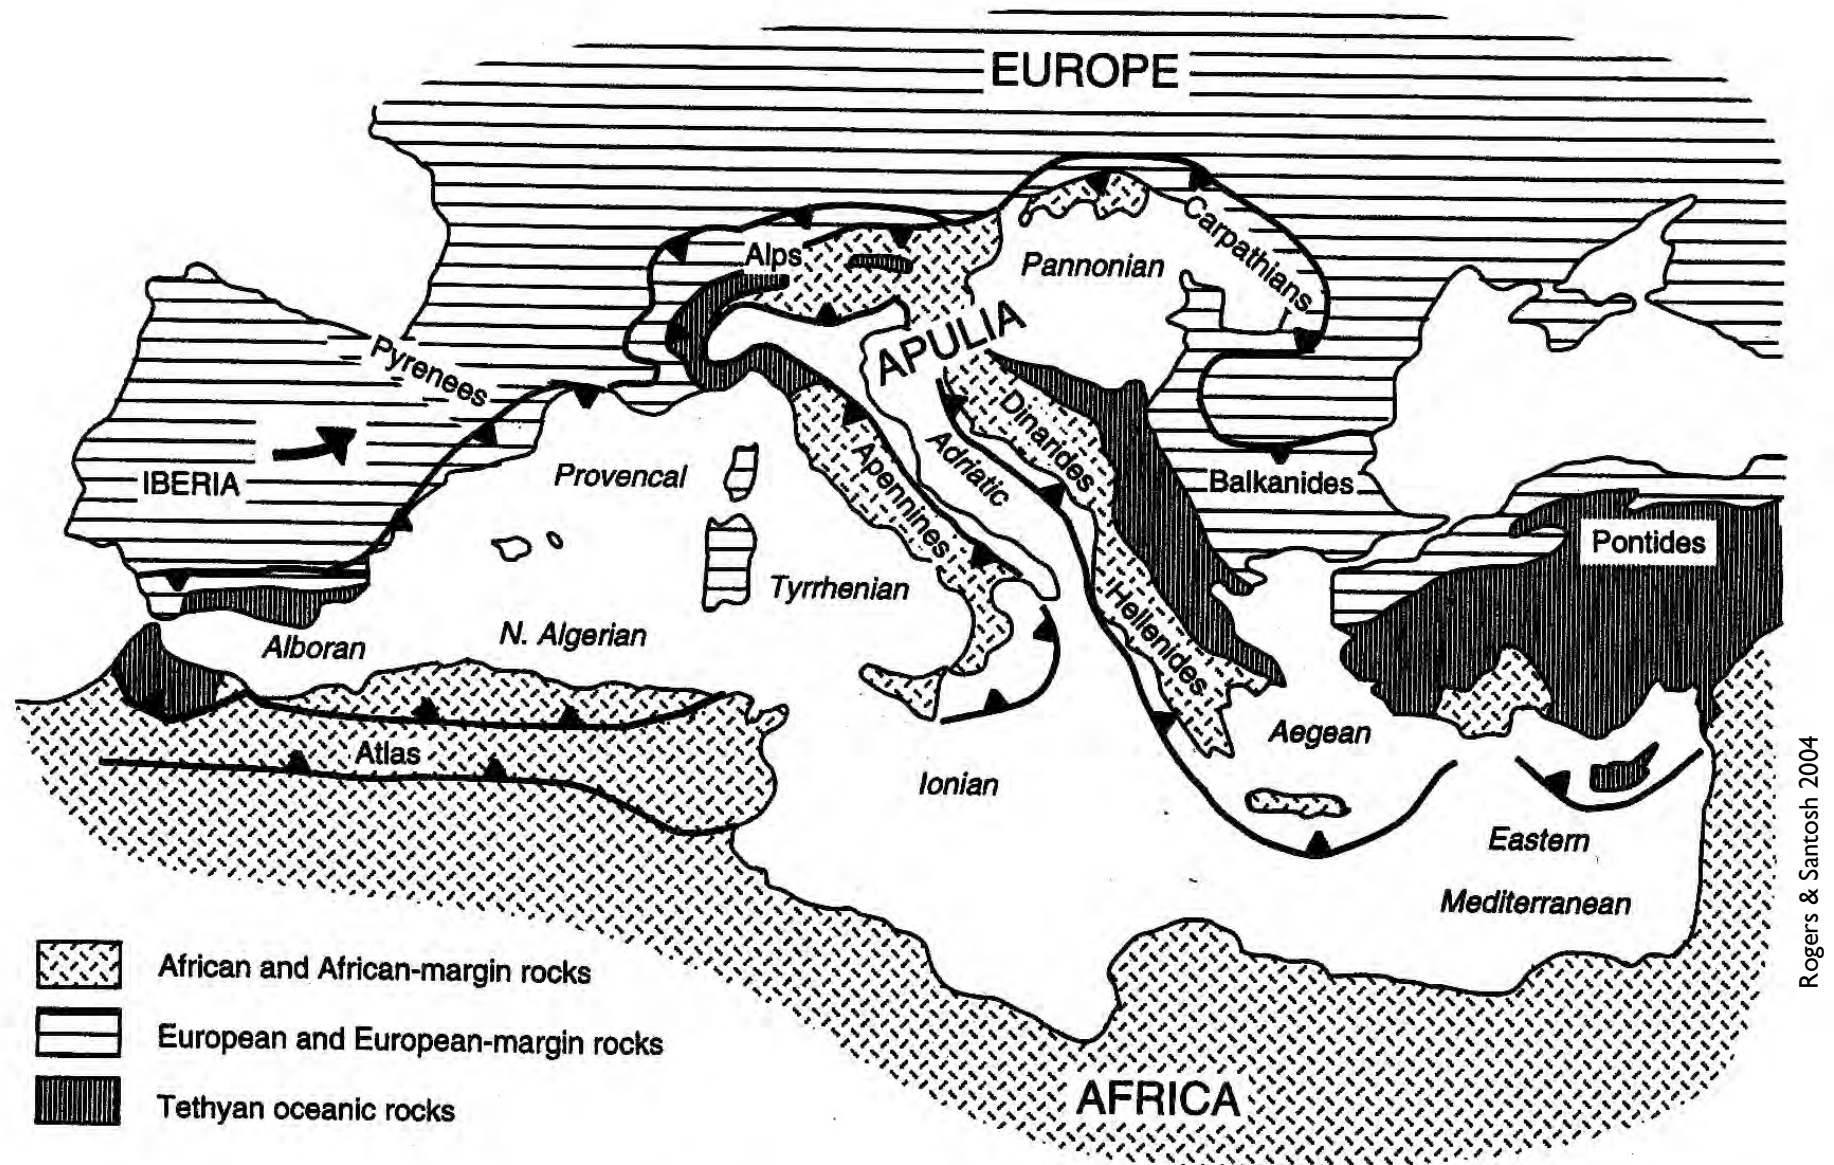 EUROPE
Carpathians
Alps
Pannonian
APULIA
Pyrenees
Dinarides
IBERIA
Provencal
Apennines
Adriatic
Balkanides
Pontides
Tyrrhenian
Hellenides
Alboran
N. Algerian
Aegean
Atlas
Ionian
Eastern
Mediterranean
African and African-margin rocks
European and European-margin rocks
Tethyan oceanic rocks
AFRICA
Rogers & Santosh 2004